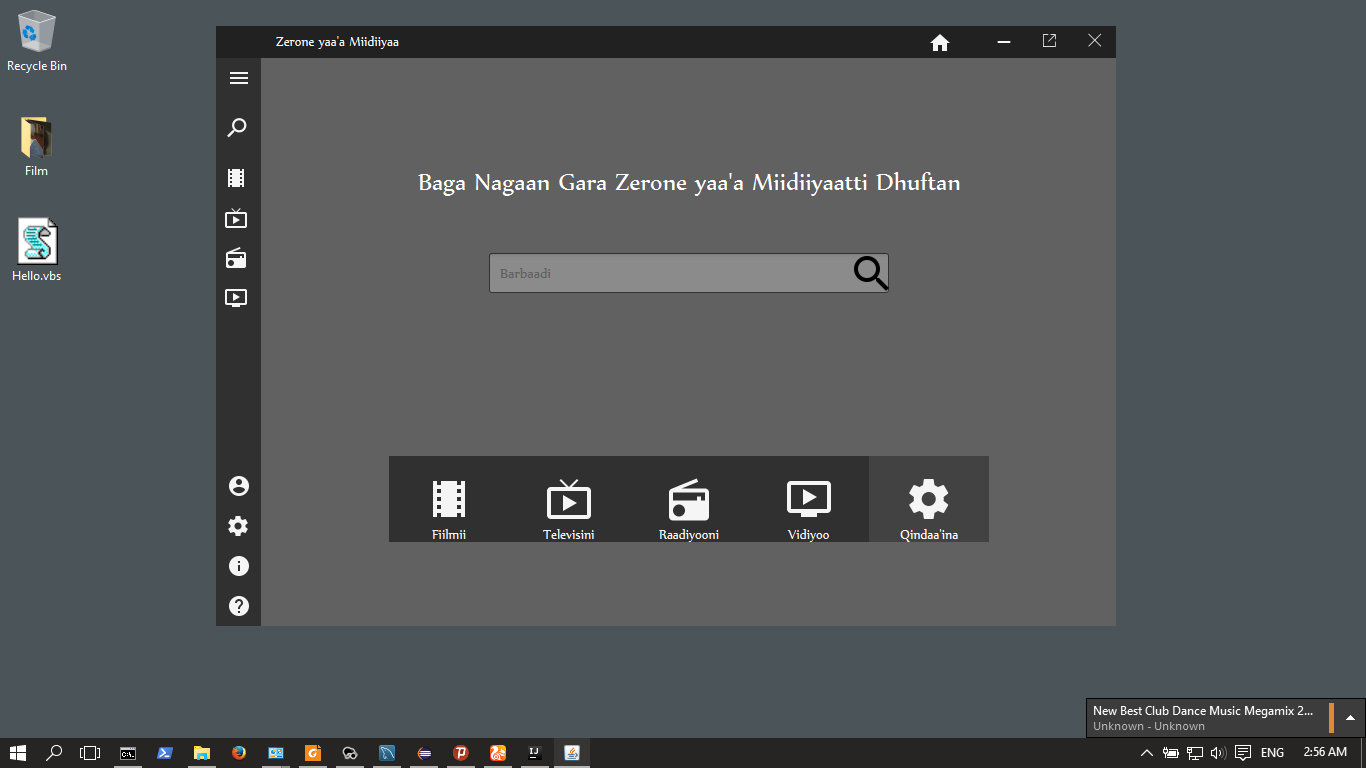 Recycle Bin
Film
Hello.vbs
Zerone yaa'a Miidiiyaa
Baga Nagaan Gara Zerone yaa'a Miidiiyaatti Dhuftan
Barbaadi
Fiilmii
Televisini
Raadiyooni
Vidiyoo
Qindaa'ina
New Best Club Dance Music Megamix 2...
Unknown - Unknown
ENG
2:56 AM